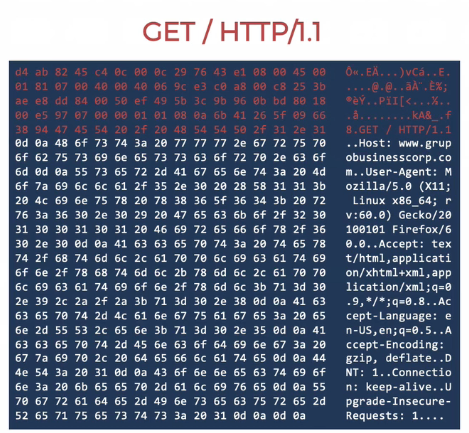 GET / HTTP/1.1
d4 ab 82 45 c4 0c 00 0c 29 76 43 e1 08 00 45 00 Ô«.EÄ...)vCá..E.
01 81 07 00 40 00 40 06 9c e3 c0 a8 00 c8 25 3b ....@.@..ãÀ¨.È%;
ae e8 dd 84 00 50 ef 49 5b 3c 9b 96 0b bd 80 18 ®èÝ..PïI[<...½..
00 e5 97 07 00 00 01 01 08 0a 6b 41 26 5f 09 66 .å........kA&_.f
38 94 47 45 54 20 2f 20 48 54 54 50 2f 31 2e 31 8.GET / HTTP/1.1
0d 0a 48 6f 73 74 3a 20 77 77 77 2e 67 72 75 70 ..Host: www.grup
6f 62 75 73 69 6e 65 73 73 63 6f 72 70 2e 63 6f obusinesscorp.co
6d 0d 0a 55 73 65 72 2d 41 67 65 6e 74 3a 20 4d m..User-Agent: M
6f 7a 69 6c 6c 61 2f 35 2e 30 20 28 58 31 31 3b ozilla/5.0 (X11;
20 4c 69 6e 75 78 20 78 38 36 5f 36 34 3b 20 72 Linux x86_64; r
76 3a 36 30 2e 30 29 20 47 65 63 6b 6f 2f 32 30 v:60.0) Gecko/20
31 30 30 31 30 31 20 46 69 72 65 66 6f 78 2f 36 100101 Firefox/6
30 2e 30 0d 0a 41 63 63 65 70 74 3a 20 74 65 78 0.0..Accept: tex
74 2f 68 74 6d 6c 2c 61 70 70 6c 69 63 61 74 69 t/html,applicati
6f 6e 2f 78 68 74 6d 6c 2b 78 6d 6c 2c 61 70 70 on/xhtml+xml,app
6c 69 63 61 74 69 6f 6e 2f 78 6d 6c 3b 71 3d 30 lication/xml;q=0
2e 39 2c 2a 2f 2a 3b 71 3d 30 2e 38 0d 0a 41 63 .9,*/*;q=0.8..Ac
63 65 70 74 2d 4c 61 6e 67 75 61 67 65 3a 20 65 cept-Language: e
6e 2d 55 53 2c 65 6e 3b 71 3d 30 2e 35 0d 0a 41 n-US,en;q=0.5..A
63 63 65 70 74 2d 45 6e 63 6f 64 69 6e 67 3a 20 ccept-Encoding:
67 7a 69 70 2c 20 64 65 66 6c 61 74 65 0d 0a 44 gzip, deflate..D
4e 54 3a 20 31 0d 0a 43 6f 6e 6e 65 63 74 69 6f NT: 1..Connectio
6e 3a 20 6b 65 65 70 2d 61 6c 69 76 65 0d 0a 55 n: keep-alive..U
70 67 72 61 64 65 2d 49 6e 73 65 63 75 72 65 2d pgrade-Insecure-
52 65 71 75 65 73 74 73 3a 20 31 0d 0a 0d 0a Requests: 1....